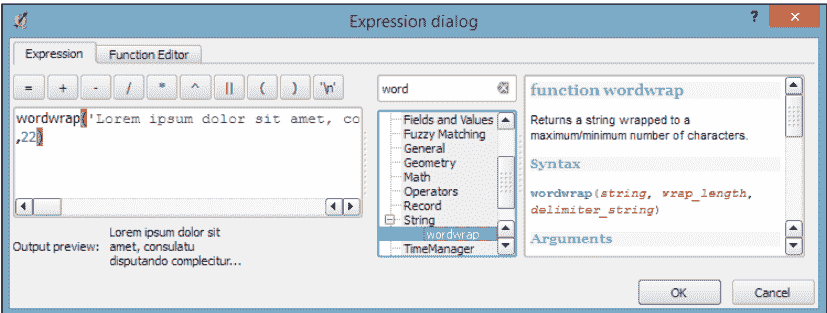 Expression dialog
? ×
Expression Function Editor
= + - / * ^ || ( ) '\n'
wordwrap('Lorem ipsum dolor sit amet, co
,22)
Output preview:
Lorem ipsum dolor sit
amet, consulatu
disputando complecitur...
word
Fields and Values
Fuzzy Matching
General
Geometry
Math
Operators
Record
String
wordwrap
TimeManager
function wordwrap
Returns a string wrapped to a
maximum/minimum number of characters.
Syntax
wordwrap(string, wrap_length,
delimiter_string)
Arguments
OK Cancel